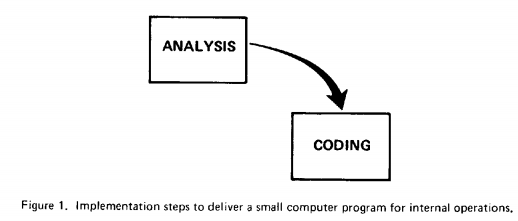 ANALYSIS
CODING
Figure 1. Implementation steps to deliver a small computer program for internal operations.